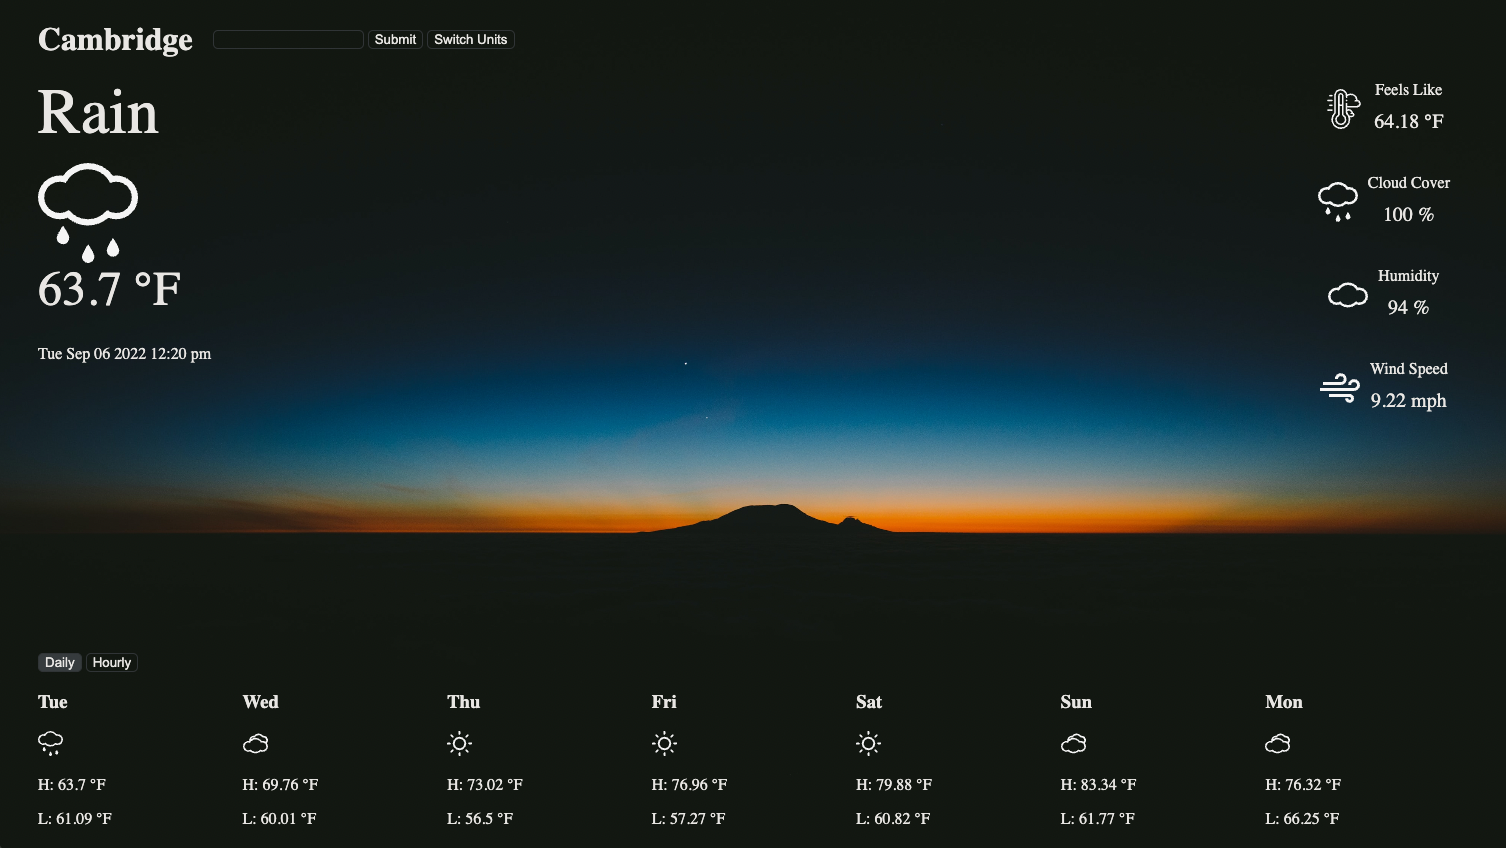 Cambridge
Submit
Switch Units
Rain
63.7 °F
Tue Sep 06 2022 12:20 pm
Feels Like
64.18 °F
Cloud Cover
100 %
Humidity
94 %
Wind Speed
9.22 mph
Daily
Hourly
Tue
H: 63.7 °F
L: 61.09 °F
Wed
H: 69.76 °F
L: 60.01 °F
Thu
H: 73.02 °F
L: 56.5 °F
Fri
H: 76.96 °F
L: 57.27 °F
Sat
H: 79.88 °F
L: 60.82 °F
Sun
H: 83.34 °F
L: 61.77 °F
Mon
H: 76.32 °F
L: 66.25 °F